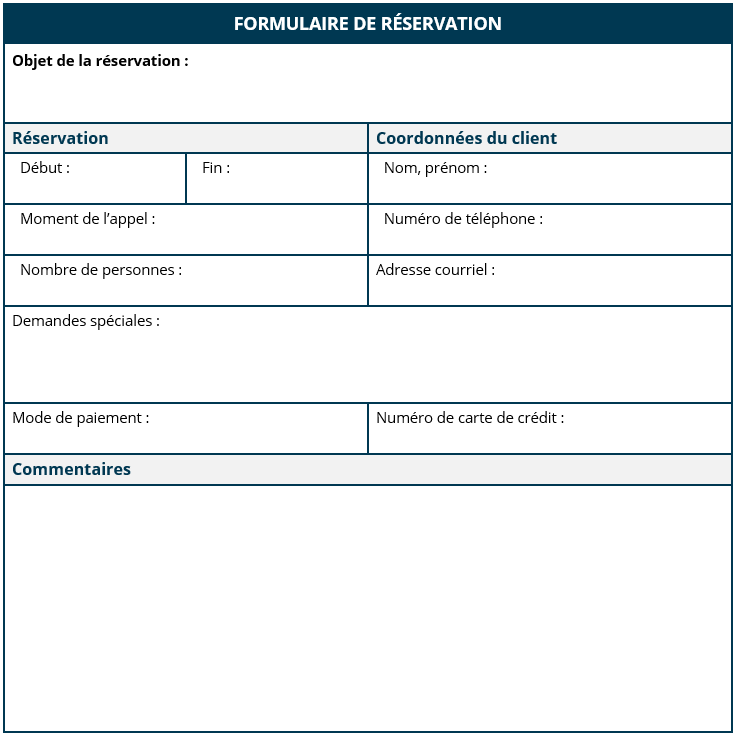 FORMULAIRE DE RÉSERVATION
Objet de la réservation :
Réservation
Coordonnées du client
Début :
Fin :
Nom, prénom :
Moment de l’appel :
Numéro de téléphone :
Nombre de personnes :
Adresse courriel :
Demandes spéciales :
Mode de paiement :
Numéro de carte de crédit :
Commentaires